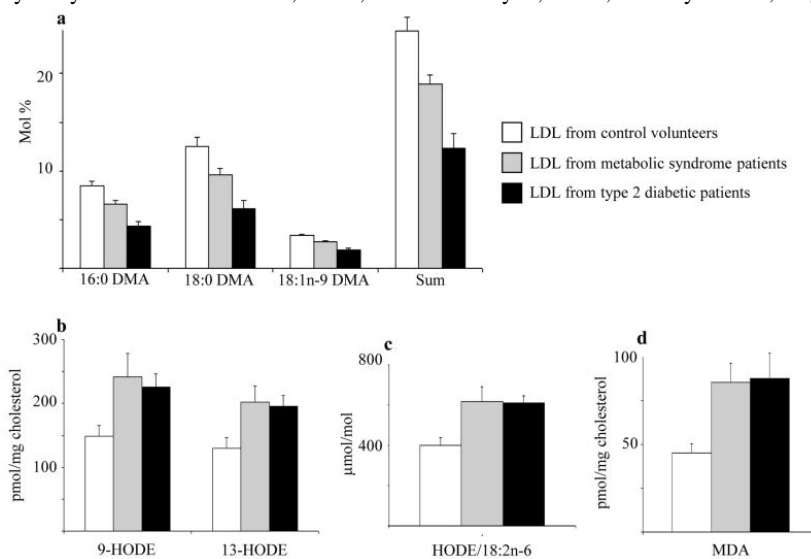 a
20
10
Mol %
16:0 DMA 18:0 DMA 18:1n-9 DMA Sum
LDL from control volunteers
LDL from metabolic syndrome patients
LDL from type 2 diabetic patients
b
300
200
100
pmol/mg cholesterol
9-HODE 13-HODE
c
800
400
µmol/mol
HODE/18:2n-6
d
100
50
pmol/mg cholesterol
MDA